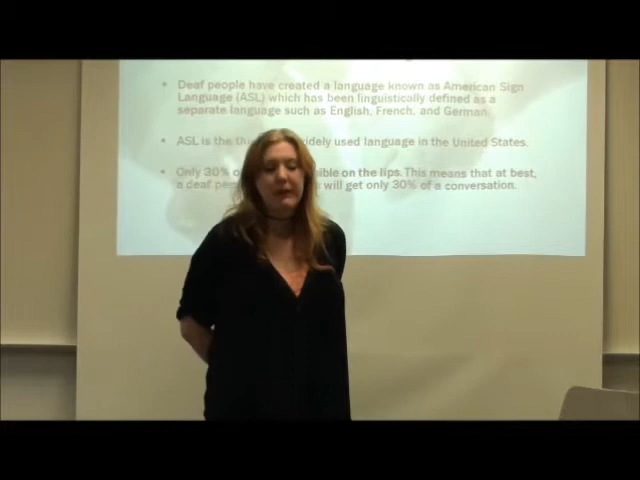 • Deaf people have created a language known as American Sign
Language (ASL) which has been linguistically defined as a
separate language such as English, French, and German.
• ASL is the widely used language in the United States.
• Only 30% on the lips. This means that at best,
a deaf will get only 30% of a conversation.